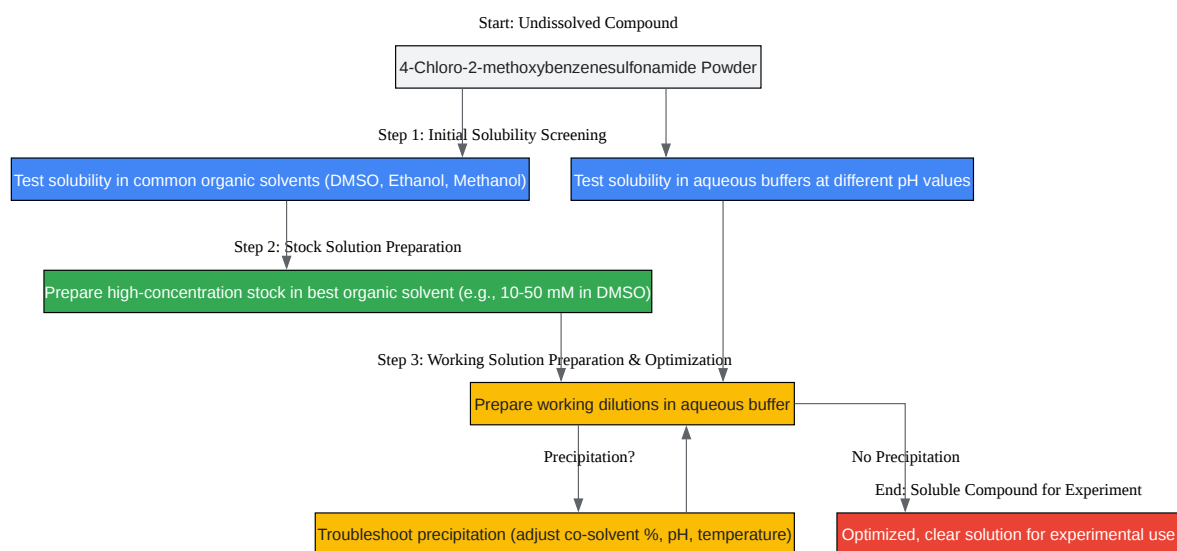 Start: Undissolved Compound
4-Chloro-2-methoxybenzenesulfonamide Powder
Step 1: Initial Solubility Screening
Test solubility in common organic solvents (DMSO, Ethanol, Methanol)
Test solubility in aqueous buffers at different pH values
Step 2: Stock Solution Preparation
Prepare high-concentration stock in best organic solvent (e.g., 10-50 mM in DMSO)
Step 3: Working Solution Preparation & Optimization
Prepare working dilutions in aqueous buffer
Precipitation?
No Precipitation
End: Soluble Compound for Experiment
Troubleshoot precipitation (adjust co-solvent %, pH, temperature)
Optimized, clear solution for experimental use